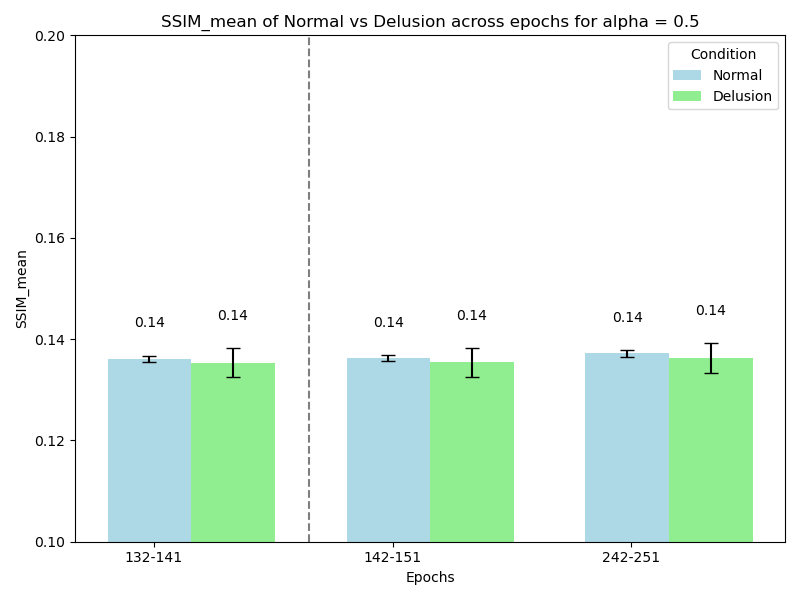 SSIM_mean of Normal vs Delusion across epochs for alpha = 0.5
0.20
0.18
0.16
0.14
0.12
0.10
SSIM_mean
Condition
Normal
Delusion
0.14
0.14
0.14
0.14
0.14
0.14
132-141
142-151
242-251
Epochs